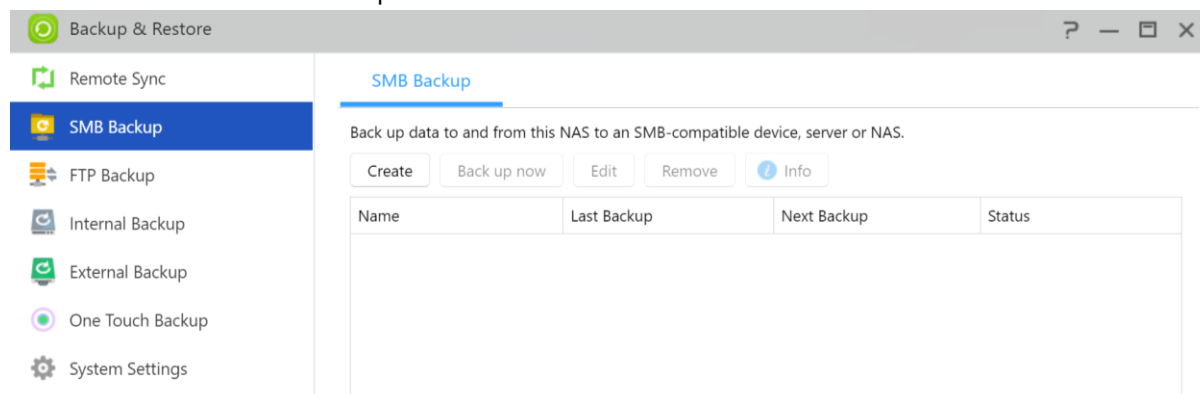 Backup & Restore
Remote Sync
SMB Backup
FTP Backup
Internal Backup
External Backup
One Touch Backup
System Settings
SMB Backup
Back up data to and from this NAS to an SMB-compatible device, server or NAS.
Create Back up now Edit Remove Info
Name Last Backup Next Backup Status